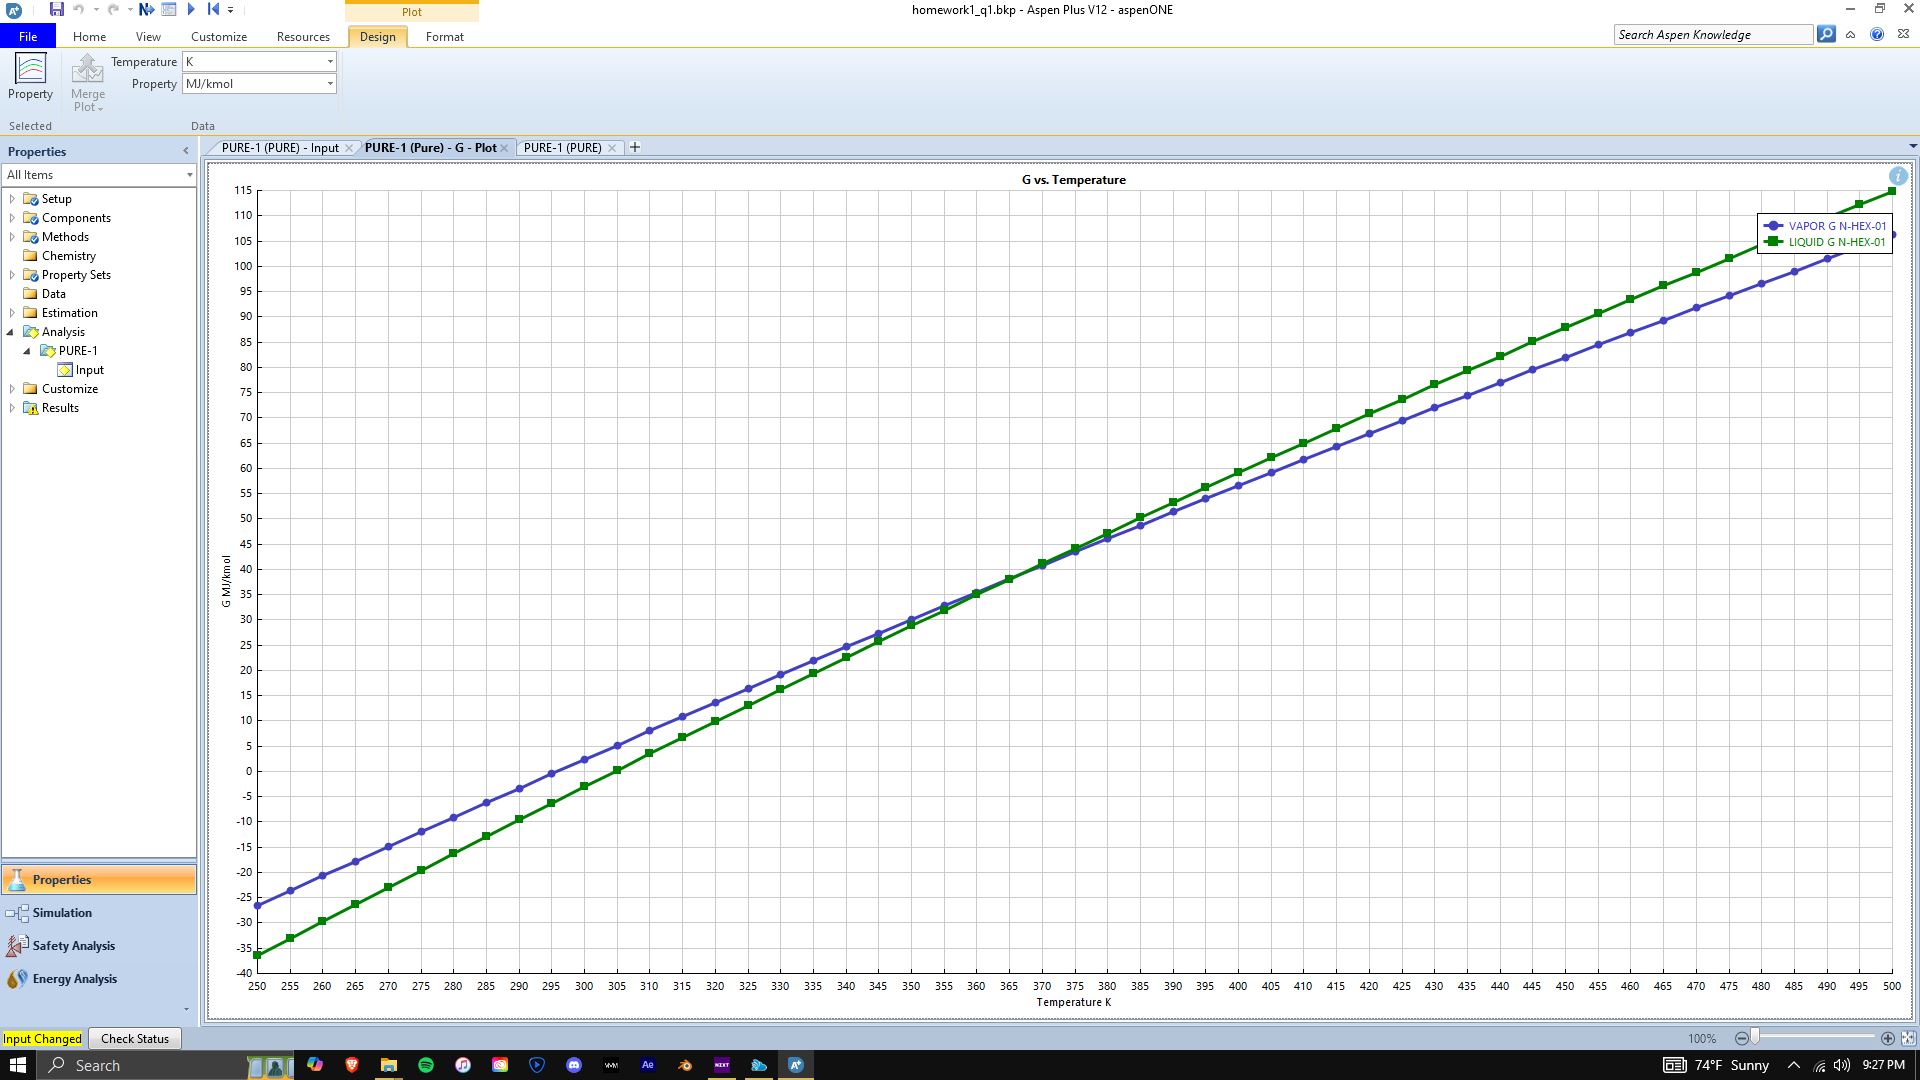 Plot
homework1_q1.bkp - Aspen Plus V12 - aspenONE
File Home View Customize Resources Design Format
Search Aspen Knowledge
Temperature K
Property MJ/kmol
Property
Merge
Plot
Selected
Data
Properties
All Items
Setup
Components
Methods
Chemistry
Property Sets
Data
Estimation
Analysis
PURE-1
Input
Customize
Results
Properties
Simulation
Safety Analysis
Energy Analysis
PURE-1 (PURE) - Input PURE-1 (Pure) - G - Plot PURE-1 (PURE) +
G vs. Temperature
VAPOR G N-HEX-01
LIQUID G N-HEX-01
115
110
105
100
95
90
85
80
75
70
65
60
55
50
45
40
35
30
25
20
15
10
5
0
-5
-10
-15
-20
-25
-30
-35
-40
G MJ/kmol
250 255 260 265 270 275 280 285 290 295 300 305 310 315 320 325 330 335 340 345 350 355 360 365 370 375 380 385 390 395 400 405 410 415 420 425 430 435 440 445 450 455 460 465 470 475 480 485 490 495 500
Temperature K
Input Changed Check Status
100%
Search
74°F Sunny
9:27 PM